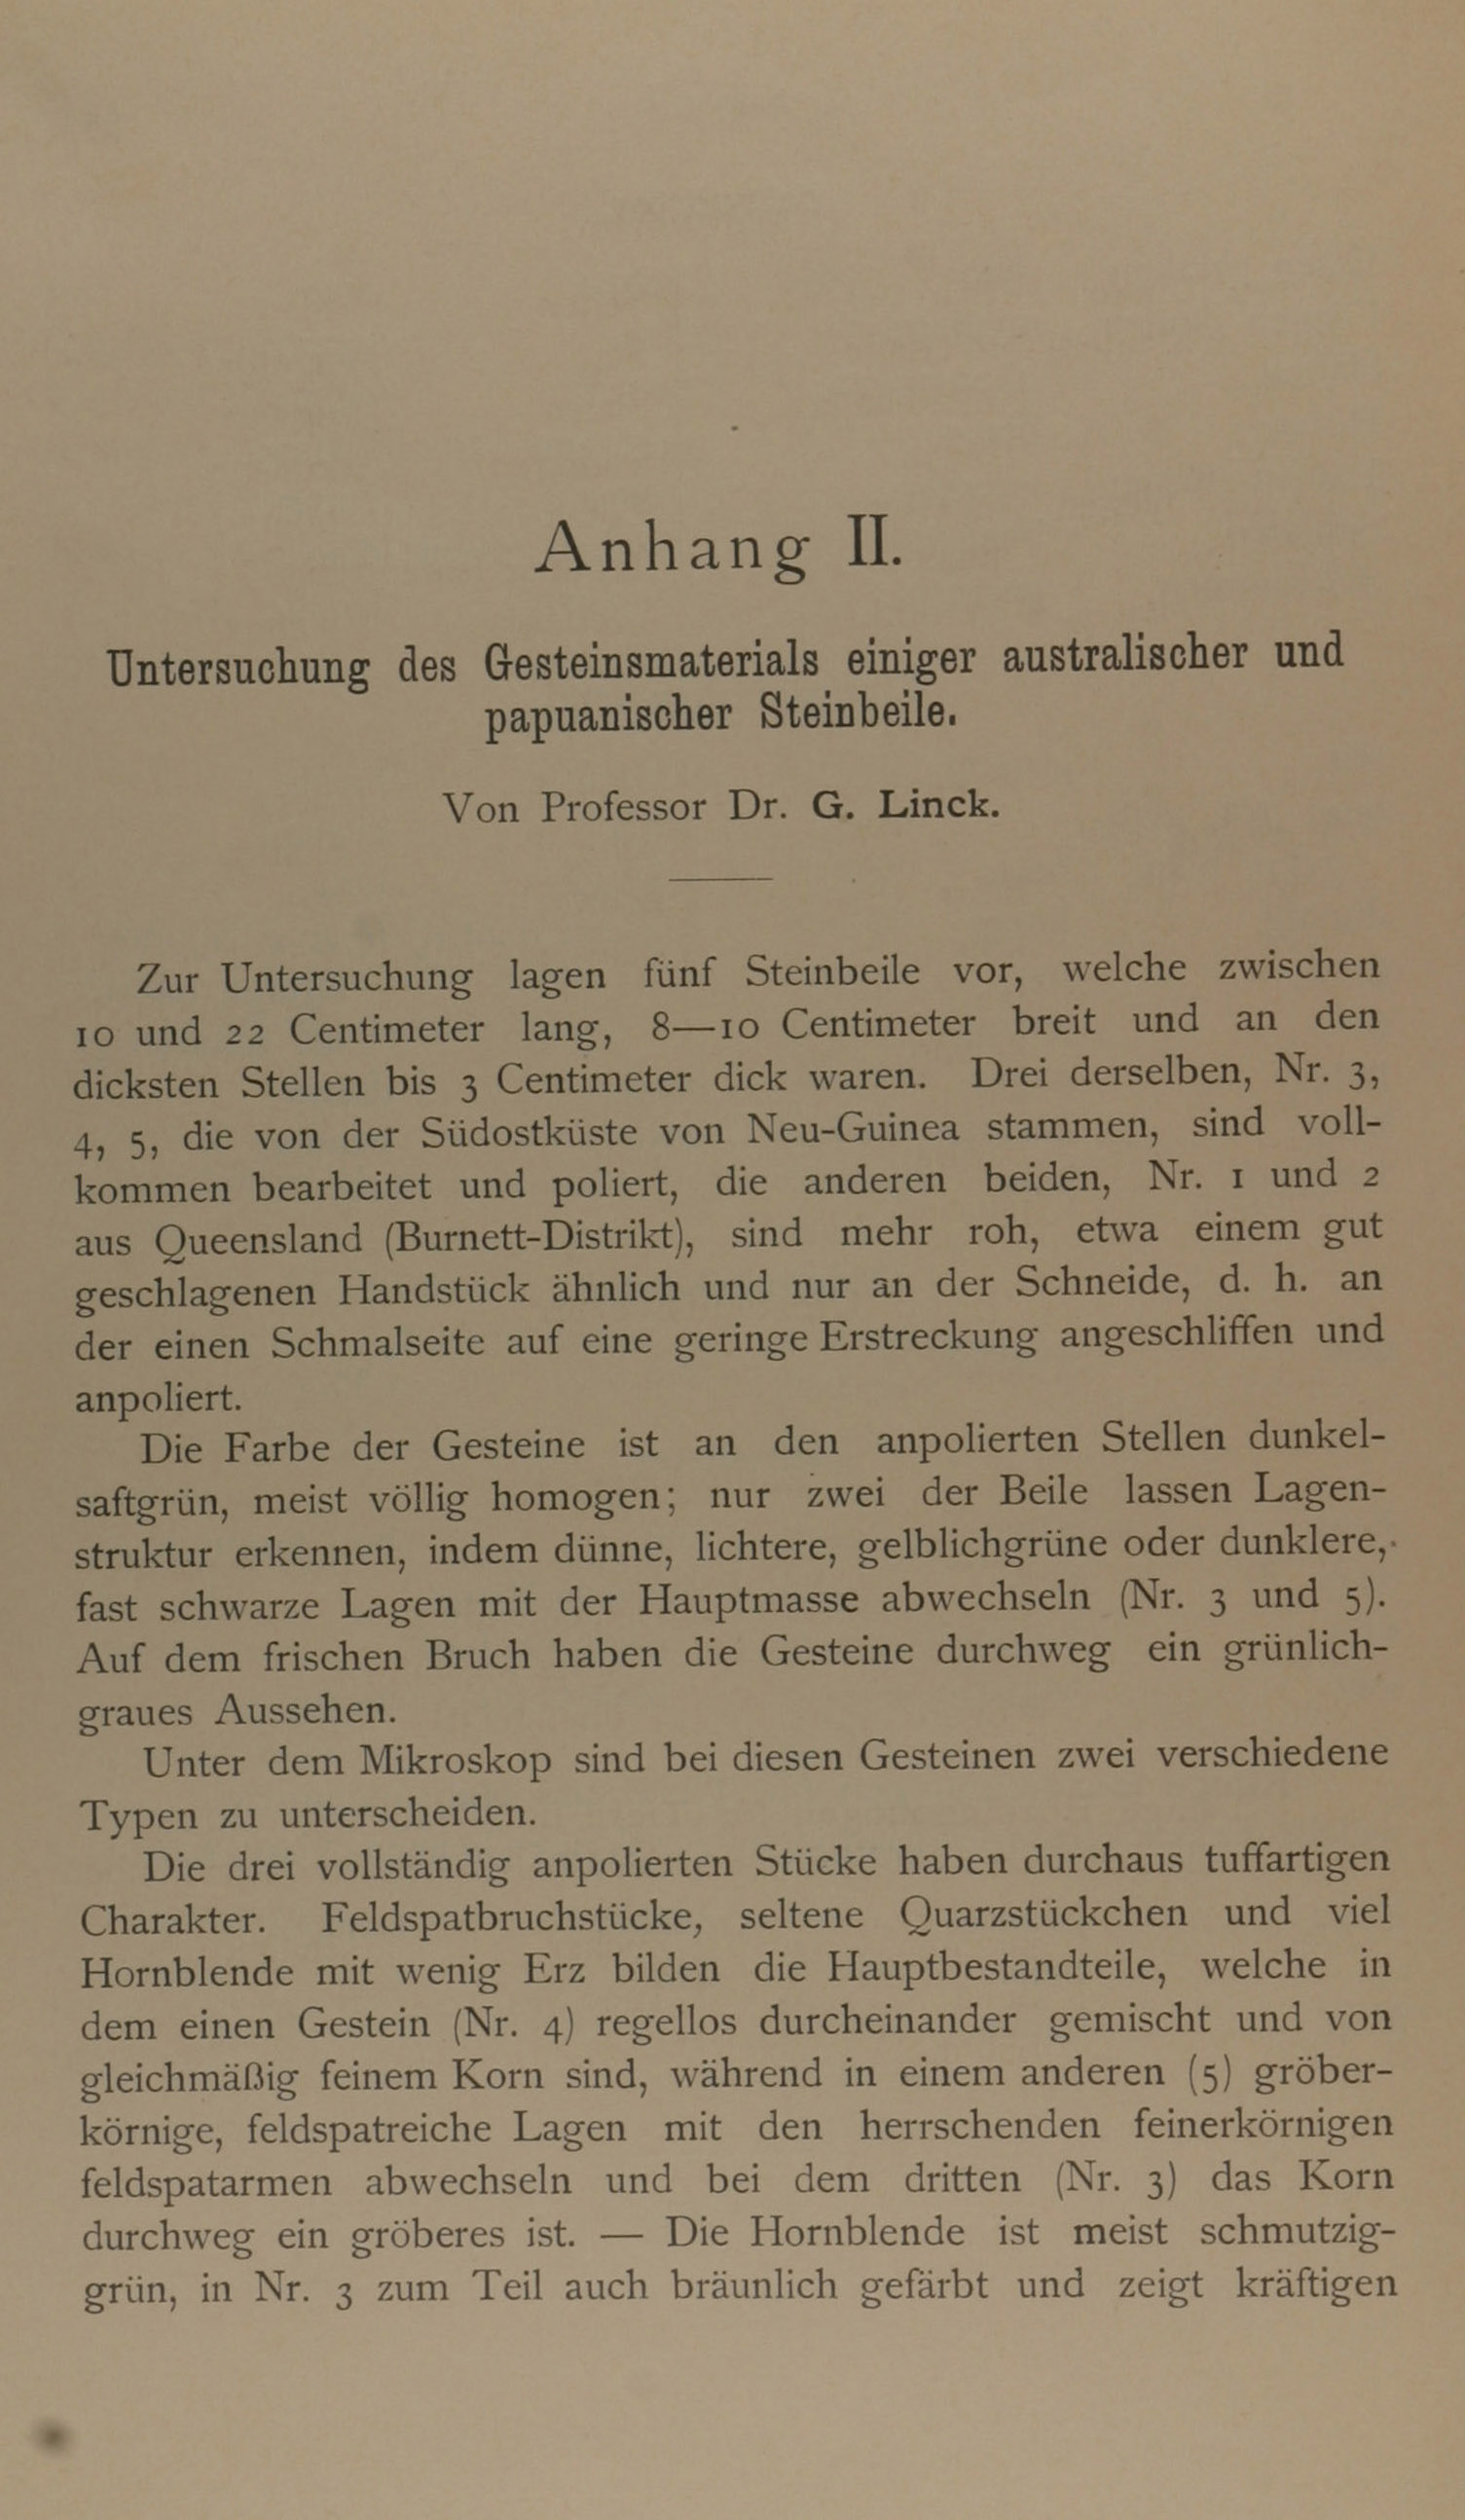 Anhang II.
Untersuchung des Gesteinsmaterials einiger australischer und
papuanischer Steinbeile.
Von Professor Dr. G. Linck.
Zur Untersuchung lagen fünf Steinbeile vor, welche zwischen
10 und 22 Centimeter lang, 8—10 Centimeter breit und an den
dicksten Stellen bis 3 Centimeter dick waren. Drei derselben, Nr. 3,
4, 5, die von der Südostküste von Neu-Guinea stammen, sind voll-
kommen bearbeitet und poliert, die anderen beiden, Nr. 1 und 2
aus Queensland (Burnett-Distrikt), sind mehr roh, etwa einem gut
geschlagenen Handstück ähnlich und nur an der Schneide, d. h. an
der einen Schmalseite auf eine geringe Erstreckung angeschliffen und
anpoliert.
Die Farbe der Gesteine ist an den anpolierten Stellen dunkel-
saftgrün, meist völlig homogen; nur zwei der Beile lassen Lagen-
struktur erkennen, indem dünne, lichtere, gelblichgrüne oder dunklere,
fast schwarze Lagen mit der Hauptmasse abwechseln (Nr. 3 und 5).
Auf dem frischen Bruch haben die Gesteine durchweg ein grünlich-
graues Aussehen.
Unter dem Mikroskop sind bei diesen Gesteinen zwei verschiedene
Typen zu unterscheiden.
Die drei vollständig anpolierten Stücke haben durchaus tuffartigen
Charakter. Feldspatbruchstücke, seltene Quarzstückchen und viel
Hornblende mit wenig Erz bilden die Hauptbestandteile, welche in
dem einen Gestein (Nr. 4) regellos durcheinander gemischt und von
gleichmäßig feinem Korn sind, während in einem anderen (5) gröber-
körnige, feldspatreiche Lagen mit den herrschenden feinerkörnigen
feldspatarmen abwechseln und bei dem dritten (Nr. 3) das Korn
durchweg ein gröberes ist. — Die Hornblende ist meist schmutzig-
grün, in Nr. 3 zum Teil auch bräunlich gefärbt und zeigt kräftigen